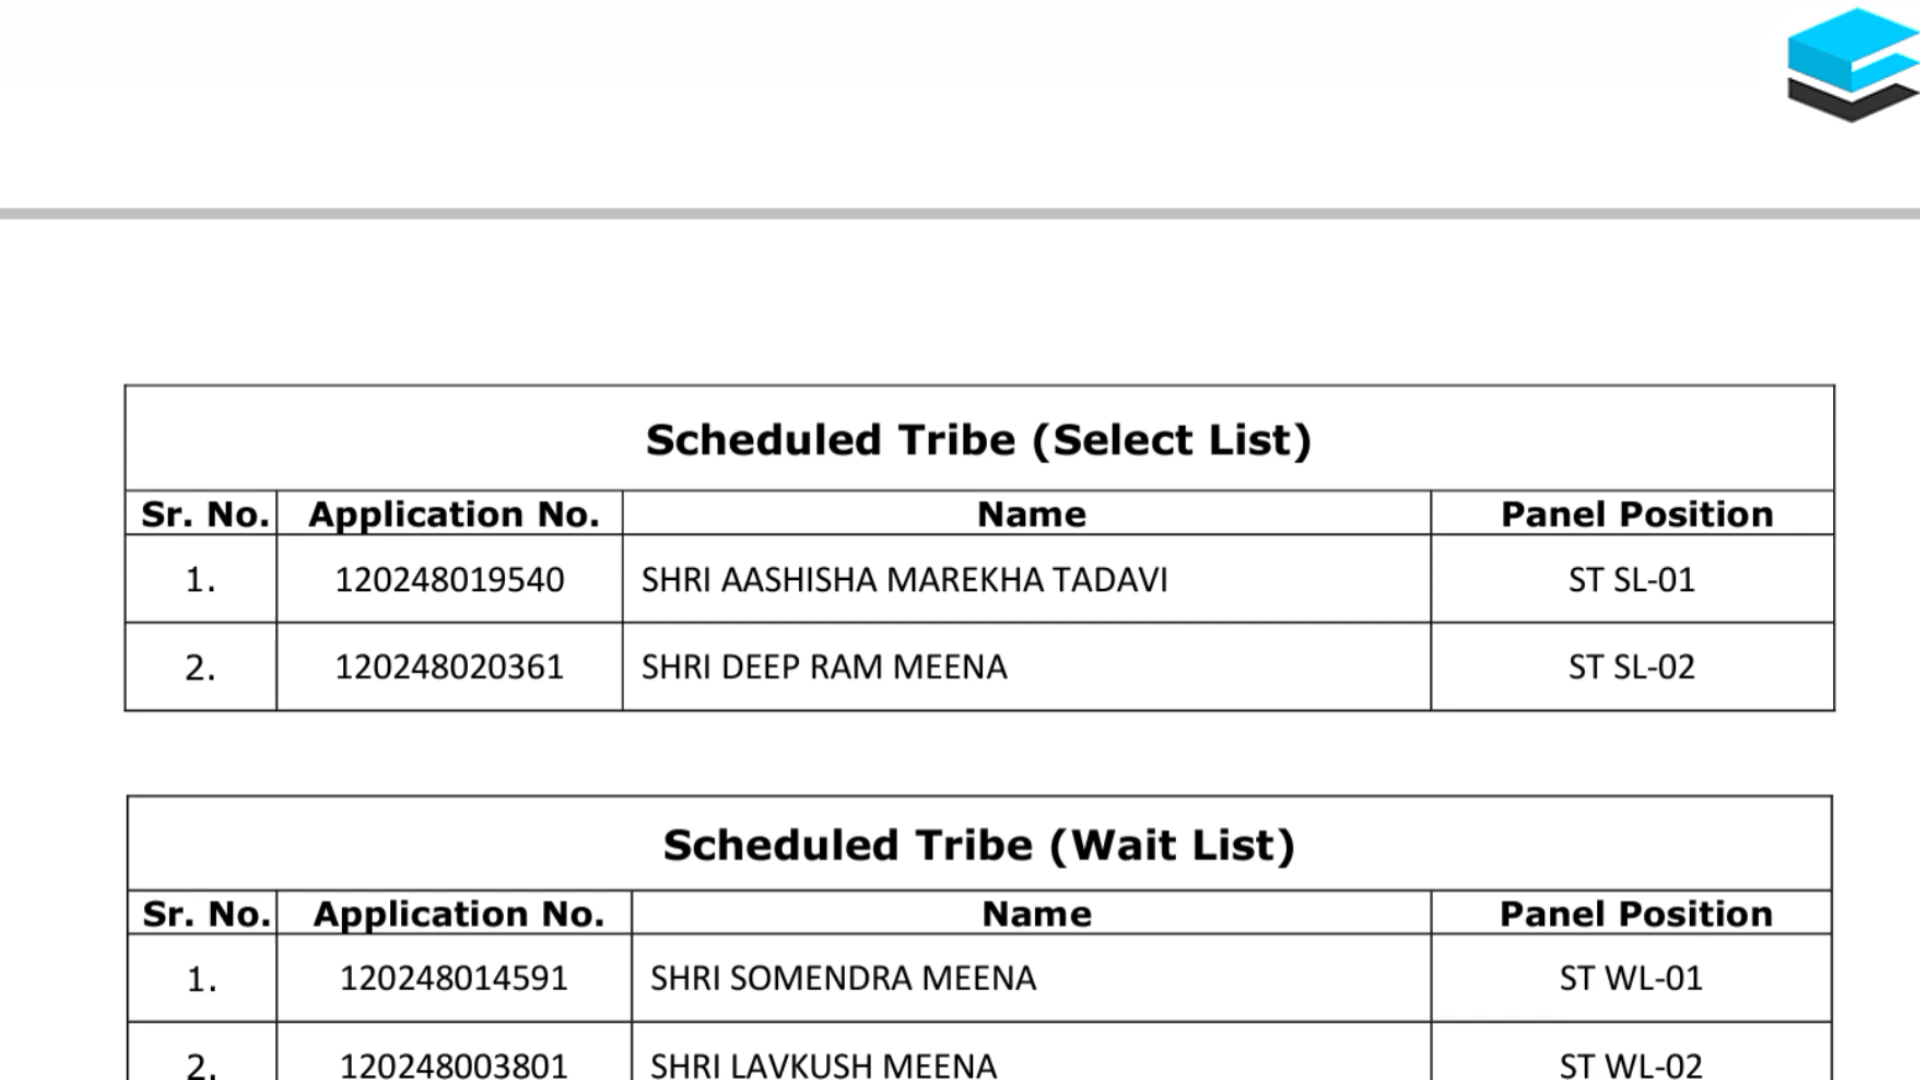 Scheduled Tribe (Select List)
Sr. No. Application No. Name Panel Position
1. 120248019540 SHRI AASHISHA MAREKHA TADAVI ST SL-01
2. 120248020361 SHRI DEEP RAM MEENA ST SL-02
Scheduled Tribe (Wait List)
Sr. No. Application No. Name Panel Position
1. 120248014591 SHRI SOMENDRA MEENA ST WL-01
2. 120248003801 SHRI LAVKUSH MEENA ST WL-02